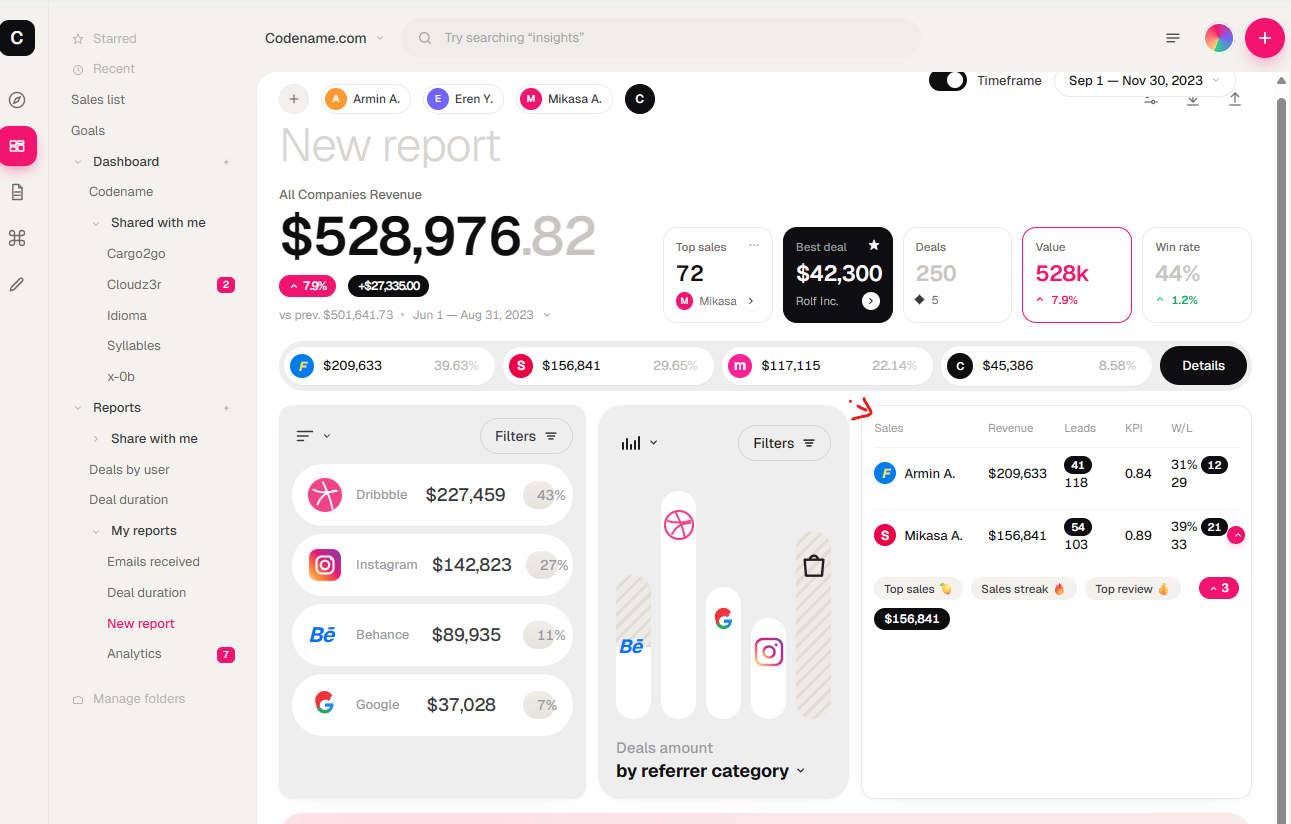 C
Starred
Recent
Sales list
Goals
Dashboard +
Codename
Shared with me
Cargo2go
Cloudz3r 2
Idioma
Syllables
x-0b
Reports +
Share with me
Deals by user
Deal duration
My reports
Emails received
Deal duration
New report
Analytics 7
Manage folders
Codename.com
Try searching “insights”
+
+ A Armin A. E Eren Y. M Mikasa A. C
Timeframe Sep 1 — Nov 30, 2023
New report
All Companies Revenue
$528,976.82
7.9% +$27,335.00
vs prev. $501,641.73 • Jun 1 — Aug 31, 2023
Top sales ···
72
M Mikasa
Best deal
$42,300
Rolf Inc.
Deals
250
5
Value
528k
7.9%
Win rate
44%
1.2%
F $209,633 39.63%
S $156,841 29.65%
m $117,115 22.14%
C $45,386 8.58%
Details
Filters
Dribbble $227,459 43%
Instagram $142,823 27%
Bē Behance $89,935 11%
G Google $37,028 7%
Filters
Bē
G
Deals amount
by referrer category
Sales Revenue Leads KPI W/L
F Armin A. $209,633 41 118 0.84 31% 12 29
S Mikasa A. $156,841 54 103 0.89 39% 21 33
Top sales 💪 Sales streak 🔥 Top review 👍 3
$156,841